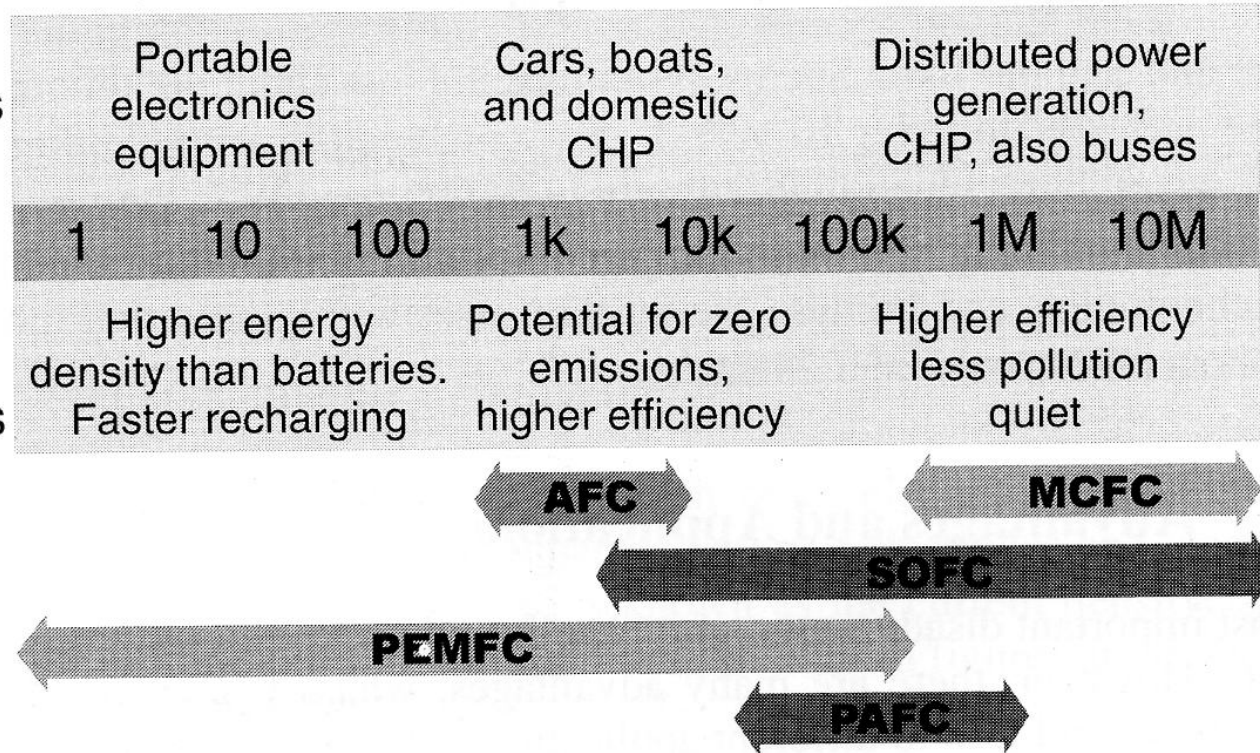 Portable
electronics
equipment
Cars, boats,
and domestic
CHP
Distributed power
generation,
CHP, also buses
s
1 10 100 1k 10k 100k 1M 10M
Higher energy
density than batteries.
Faster recharging
Potential for zero
emissions,
higher efficiency
Higher efficiency
less pollution
quiet
s
AFC
MCFC
SOFC
PEMFC
PAFC